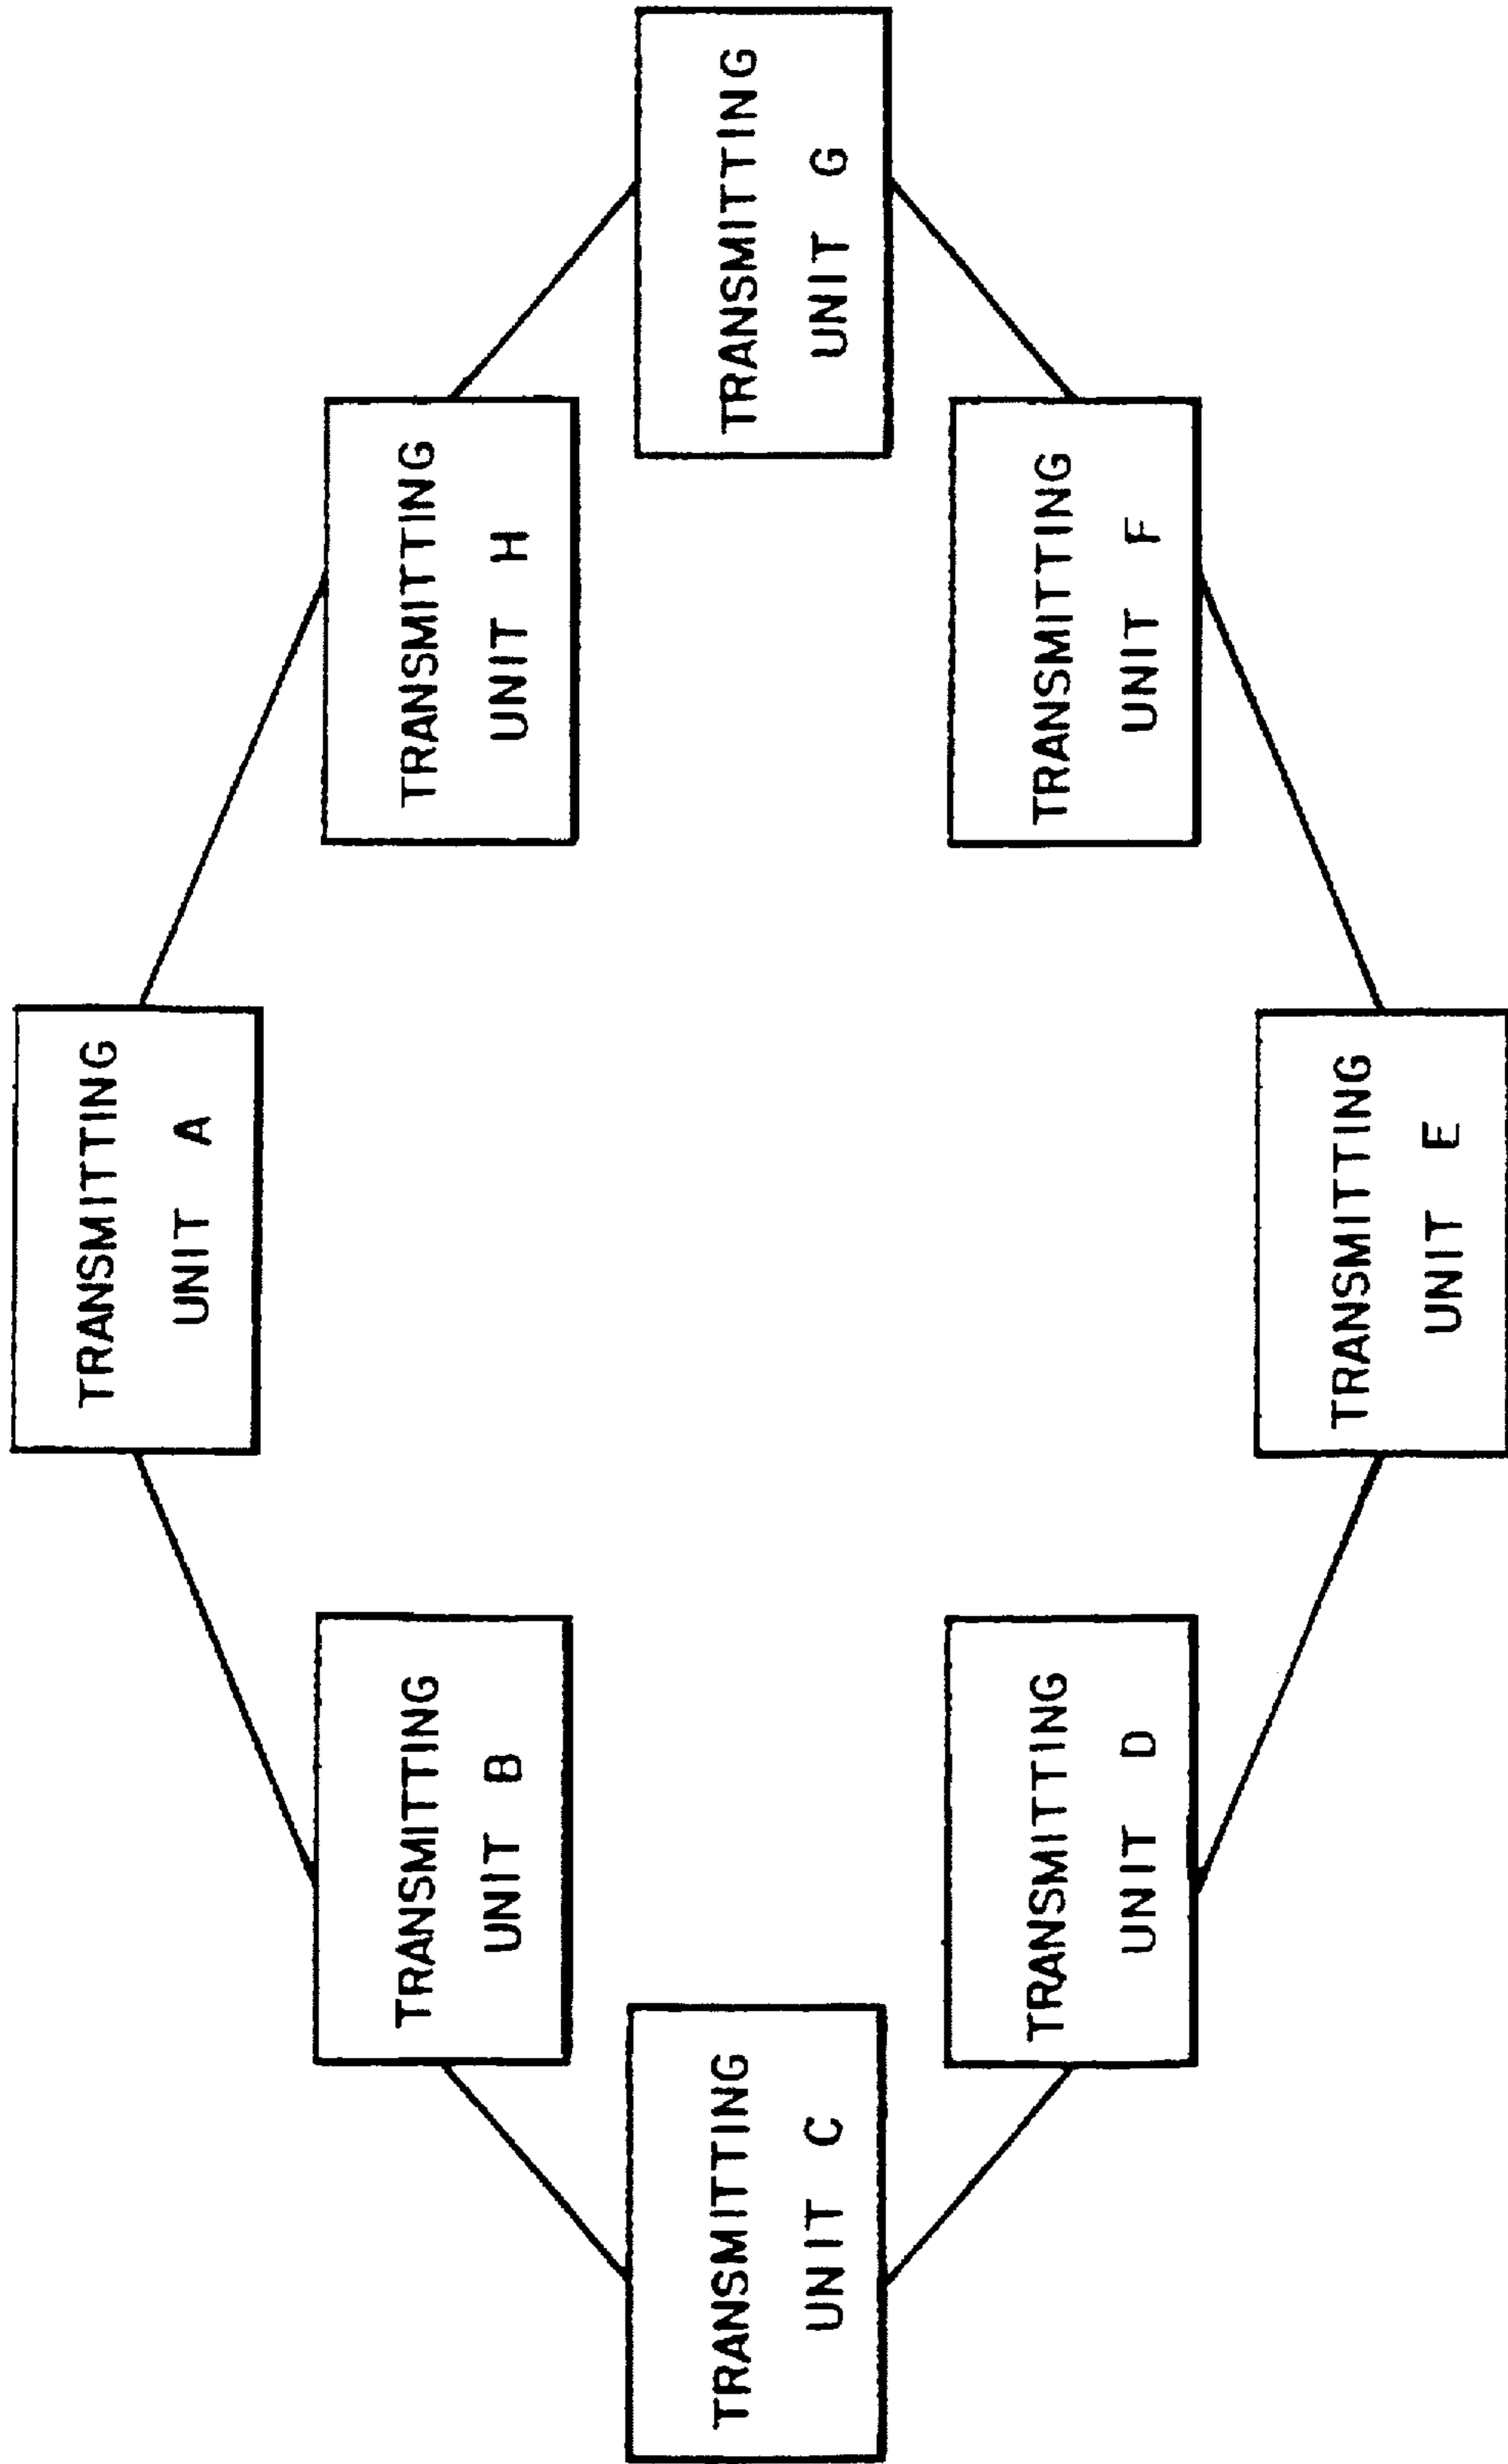 TRANSMITTING
UNIT A
TRANSMITTING
UNIT B
TRANSMITTING
UNIT H
TRANSMITTING
UNIT C
TRANSMITTING
UNIT G
TRANSMITTING
UNIT D
TRANSMITTING
UNIT F
TRANSMITTING
UNIT E